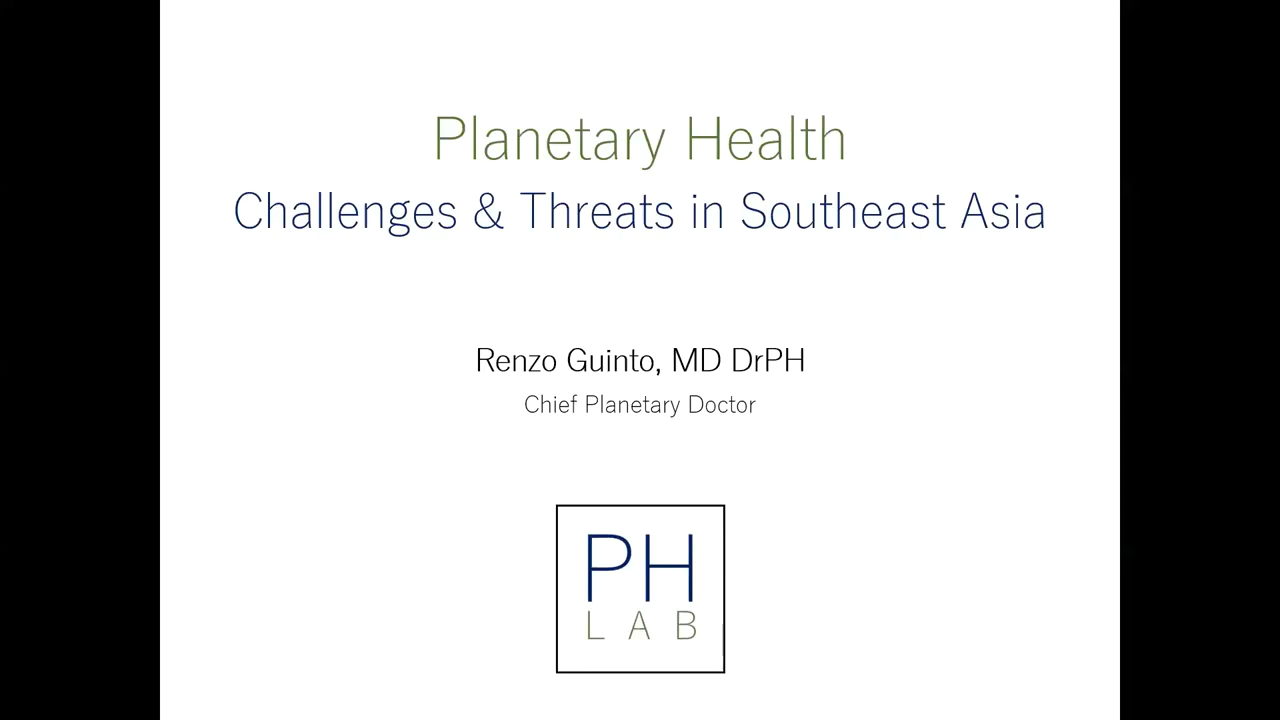 Planetary Health
Challenges & Threats in Southeast Asia
Renzo Guinto, MD DrPH
Chief Planetary Doctor
PH
LAB